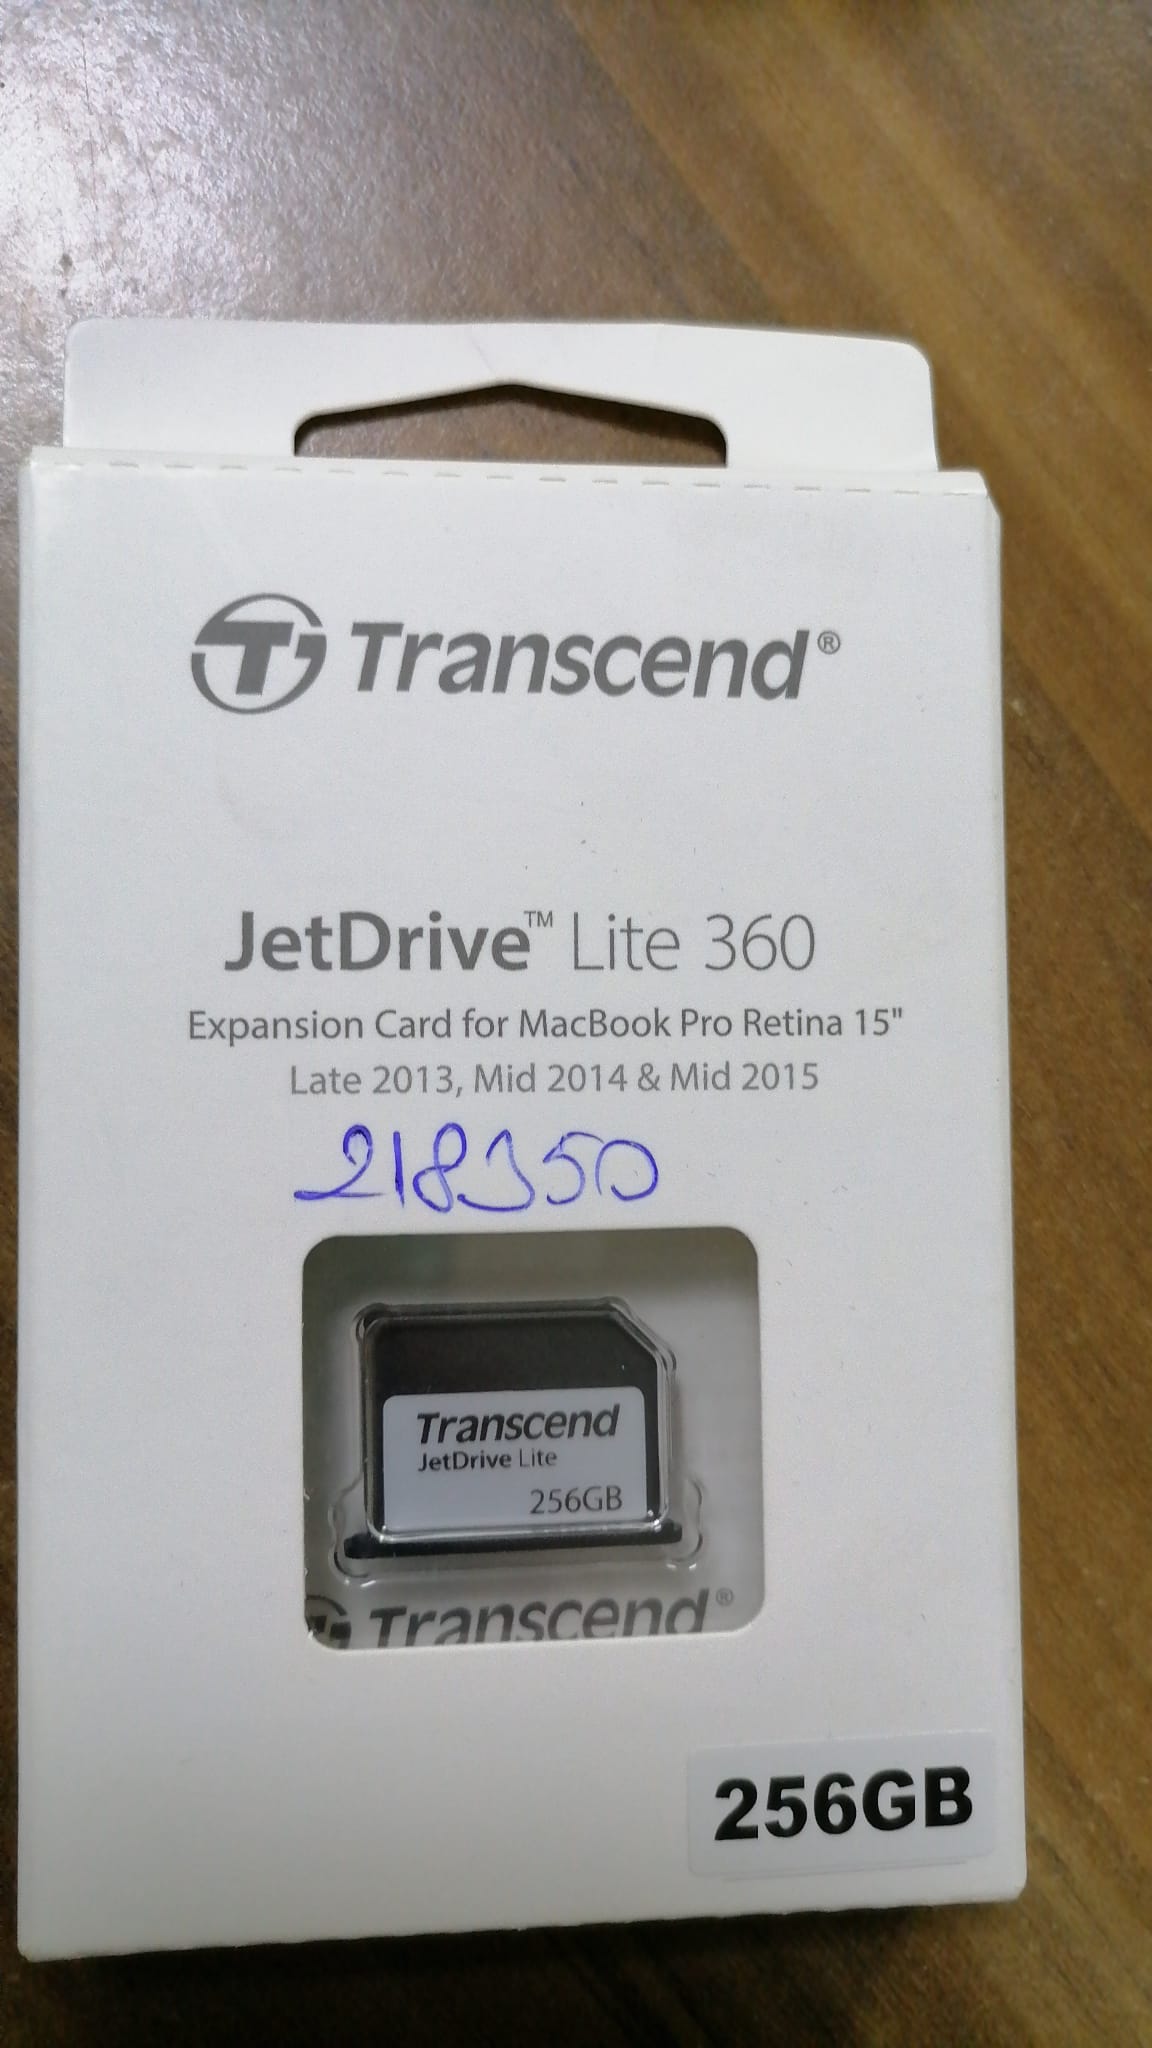 Transcend®
JetDrive™ Lite 360
Expansion Card for MacBook Pro Retina 15"
Late 2013, Mid 2014 & Mid 2015
218350
Transcend
JetDrive Lite
256GB
Transcend®
256GB